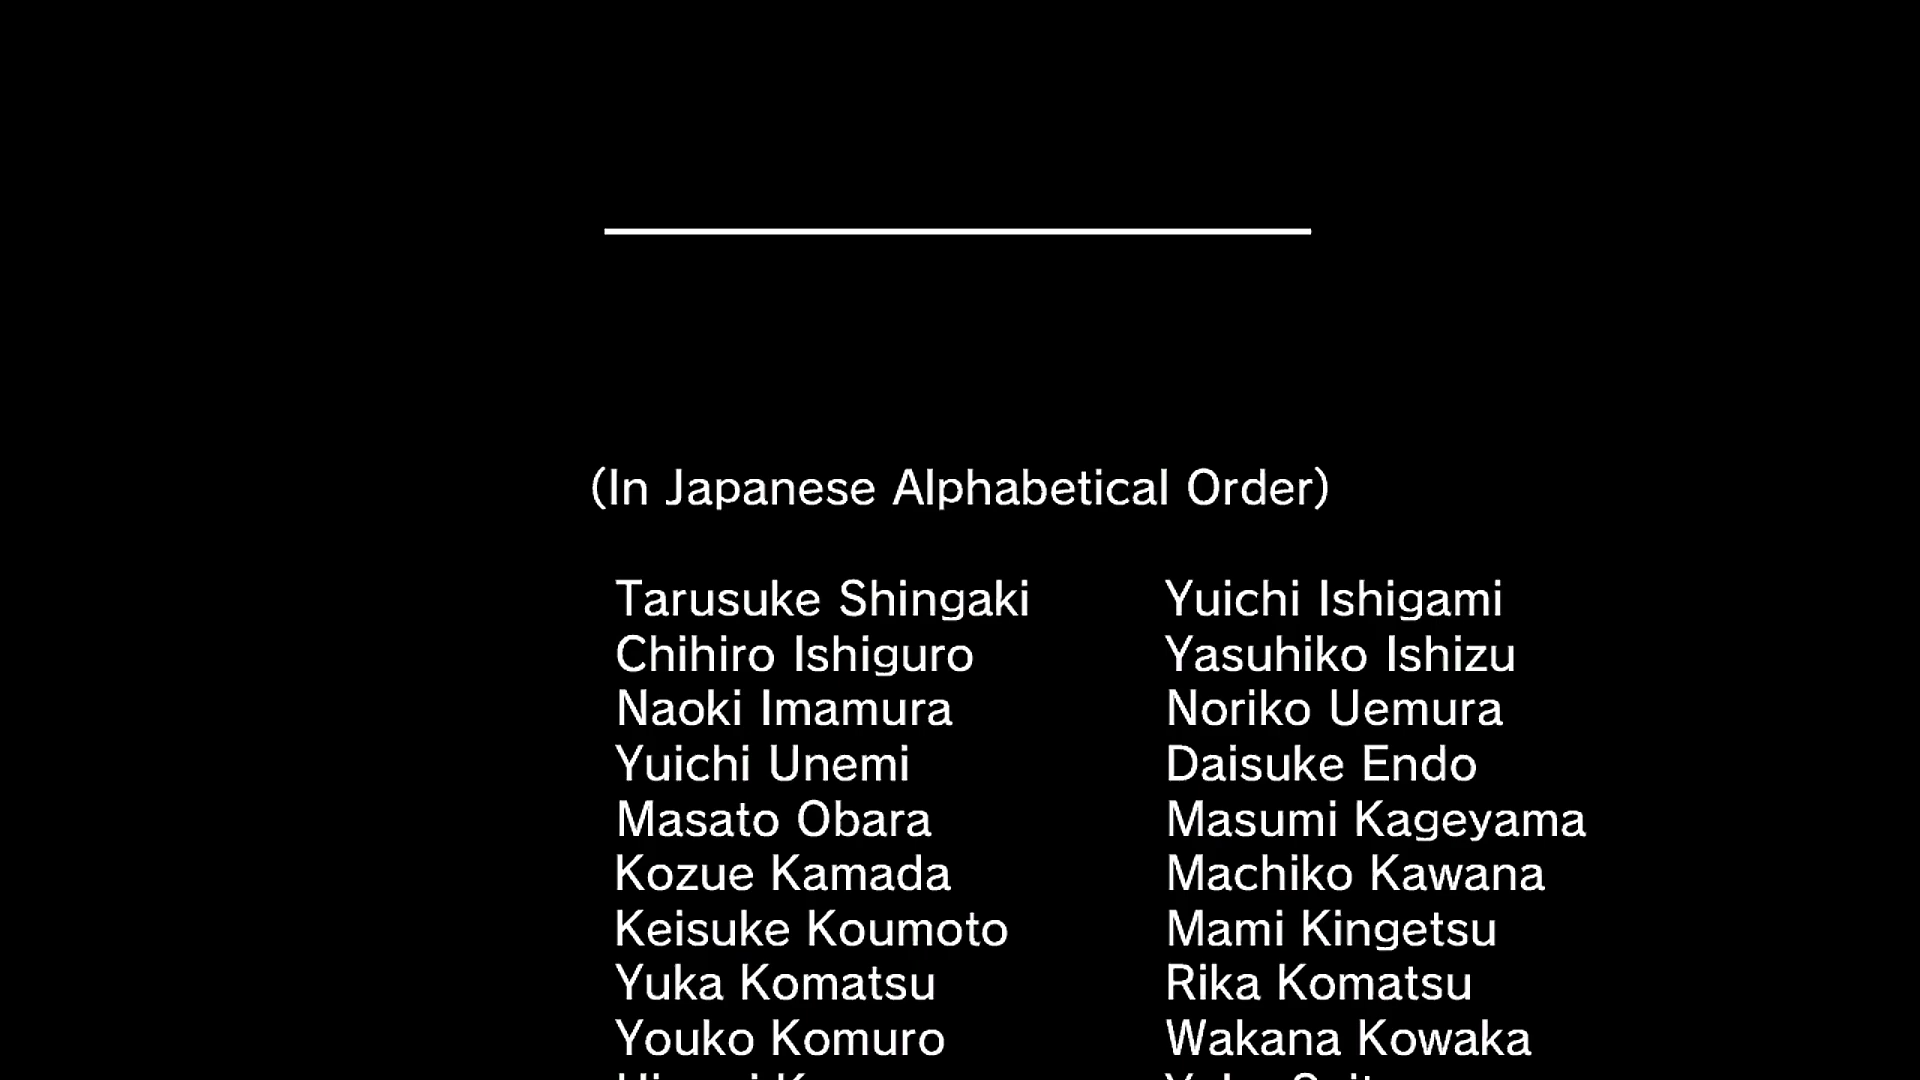 (In Japanese Alphabetical Order)
Tarusuke Shingaki Yuichi Ishigami
Chihiro Ishiguro Yasuhiko Ishizu
Naoki Imamura Noriko Uemura
Yuichi Unemi Daisuke Endo
Masato Obara Masumi Kageyama
Kozue Kamada Machiko Kawana
Keisuke Koumoto Mami Kingetsu
Yuka Komatsu Rika Komatsu
Youko Komuro Wakana Kowaka